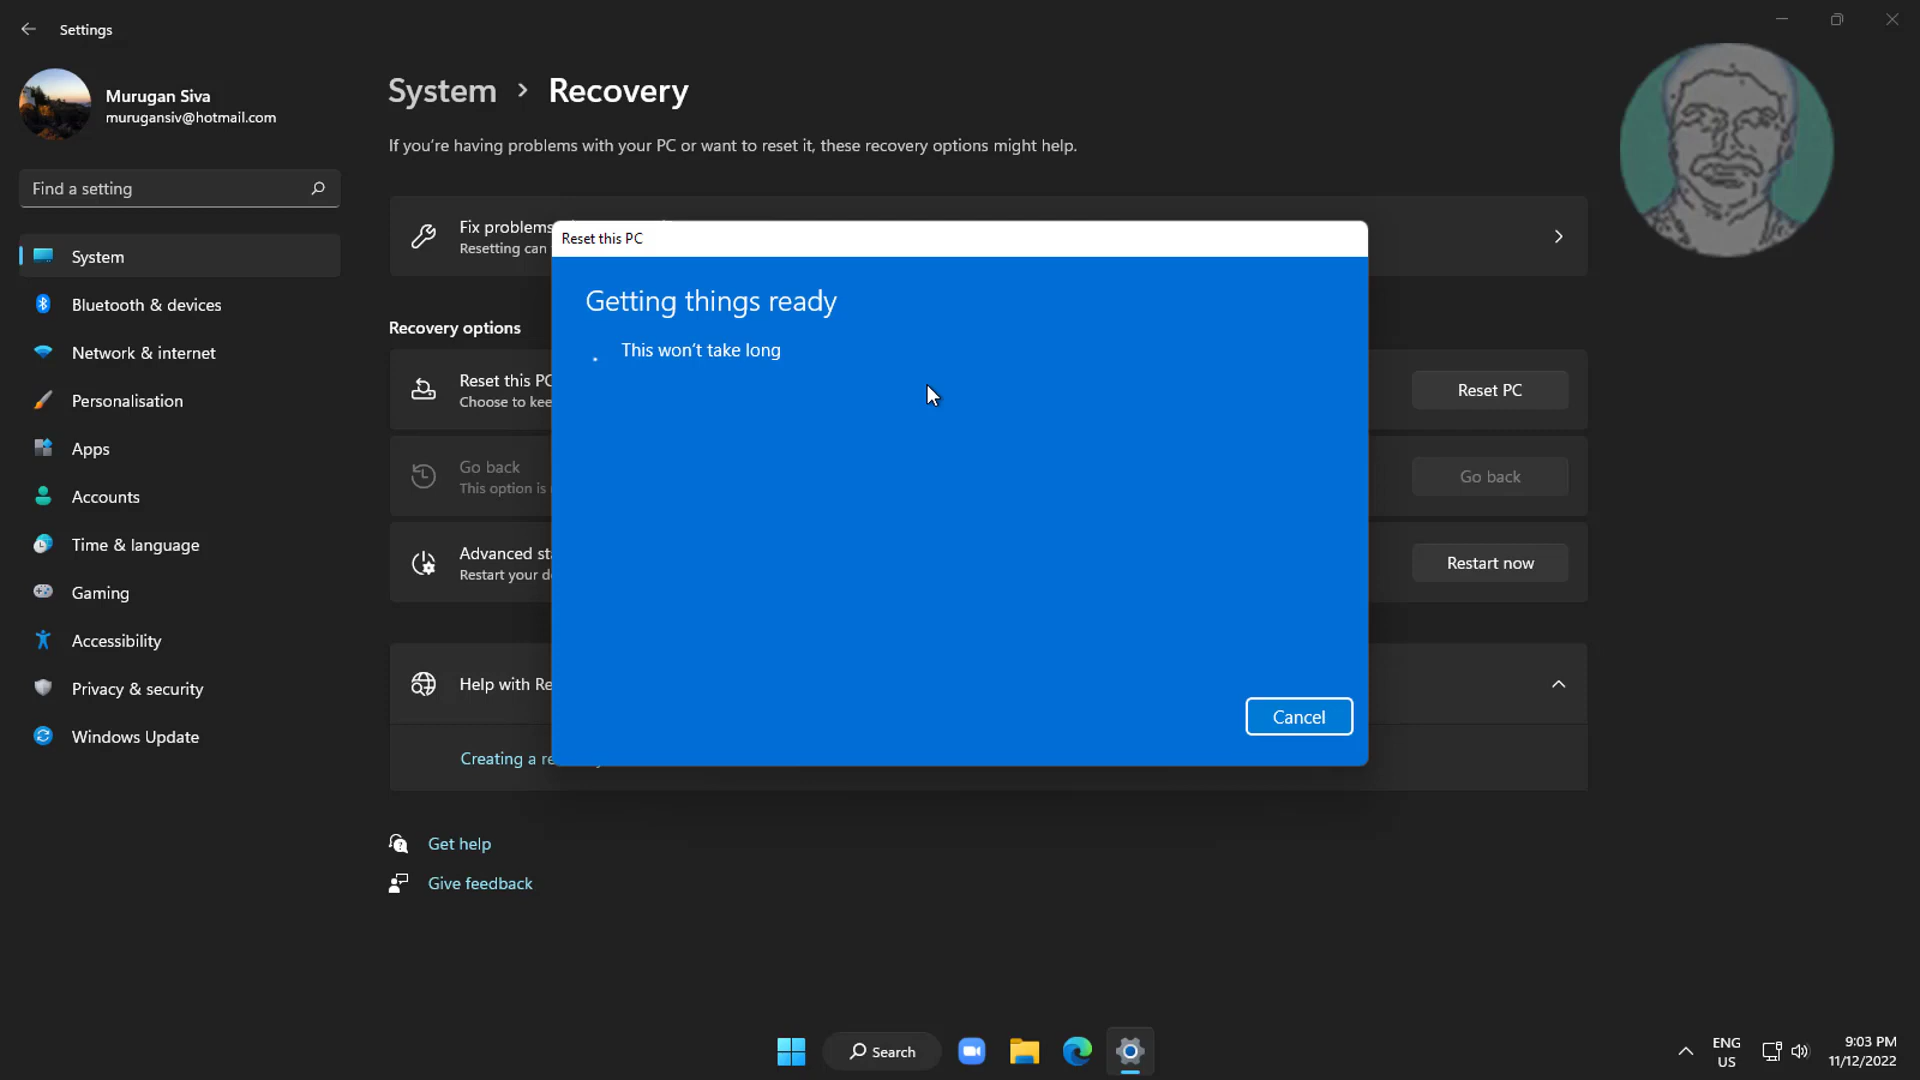 Settings
Murugan Siva
murugansiv@hotmail.com
Find a setting
System
Bluetooth & devices
Network & internet
Personalisation
Apps
Accounts
Time & language
Gaming
Accessibility
Privacy & security
Windows Update
System > Recovery
If you're having problems with your PC or want to reset it, these recovery options might help.
Fix problems
Resetting can
Recovery options
Reset this PC
Choose to kee
Reset PC
Go back
This option is
Go back
Advanced sta
Restart your de
Restart now
Help with Re
Creating a re
Reset this PC
Getting things ready
This won't take long
Cancel
Get help
Give feedback
Search
ENG
US
9:03 PM
11/12/2022